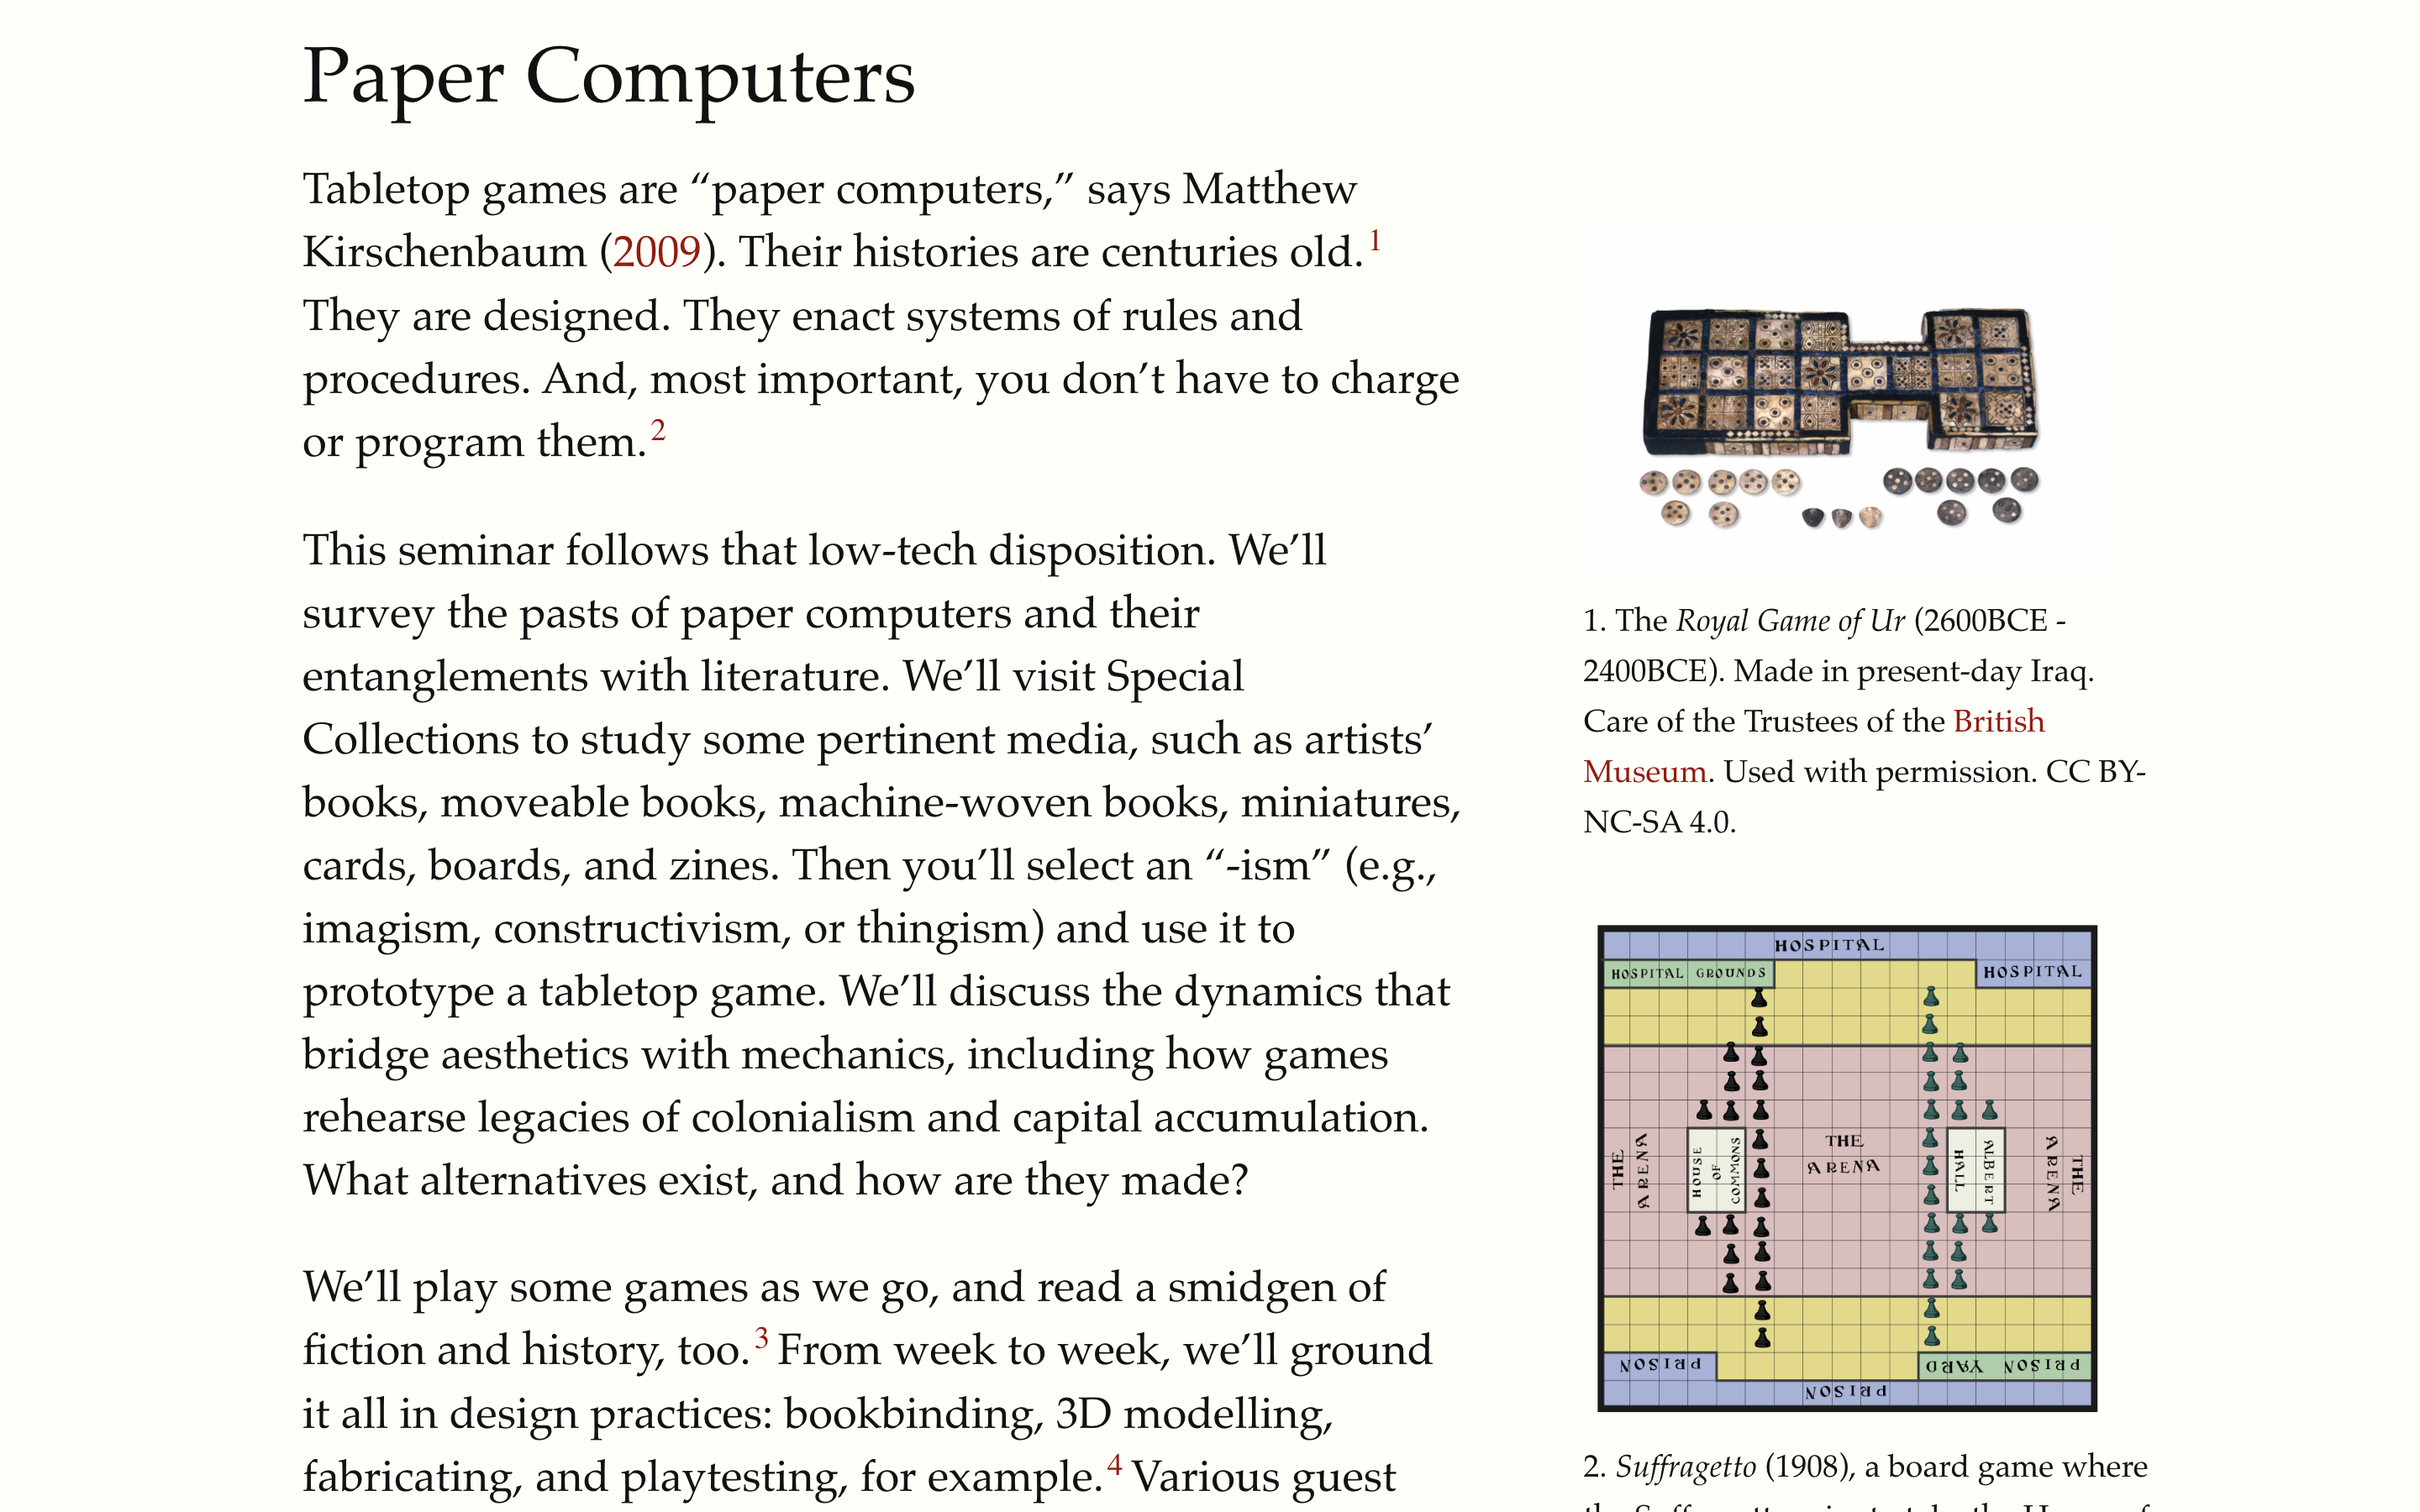 Paper Computers
Tabletop games are “paper computers,” says Matthew
Kirschenbaum (2009). Their histories are centuries old.1
They are designed. They enact systems of rules and
procedures. And, most important, you don’t have to charge
or program them.2
This seminar follows that low-tech disposition. We’ll
survey the pasts of paper computers and their
entanglements with literature. We’ll visit Special
Collections to study some pertinent media, such as artists’
books, moveable books, machine-woven books, miniatures,
cards, boards, and zines. Then you’ll select an “-ism” (e.g.,
imagism, constructivism, or thingism) and use it to
prototype a tabletop game. We’ll discuss the dynamics that
bridge aesthetics with mechanics, including how games
rehearse legacies of colonialism and capital accumulation.
What alternatives exist, and how are they made?
We’ll play some games as we go, and read a smidgen of
fiction and history, too.3 From week to week, we’ll ground
it all in design practices: bookbinding, 3D modelling,
fabricating, and playtesting, for example.4 Various guest
1. The Royal Game of Ur (2600BCE -
2400BCE). Made in present-day Iraq.
Care of the Trustees of the British
Museum. Used with permission. CC BY-
NC-SA 4.0.
HOSPITAL
HOSPITAL GROUNDS
HOSPITAL
THE
ARENA
HOUSE
OF
COMMONS
THE
ARENA
ALBERT
HALL
THE
ARENA
PRISON
PRISON YARD
PRISON
2. Suffragetto (1908), a board game where